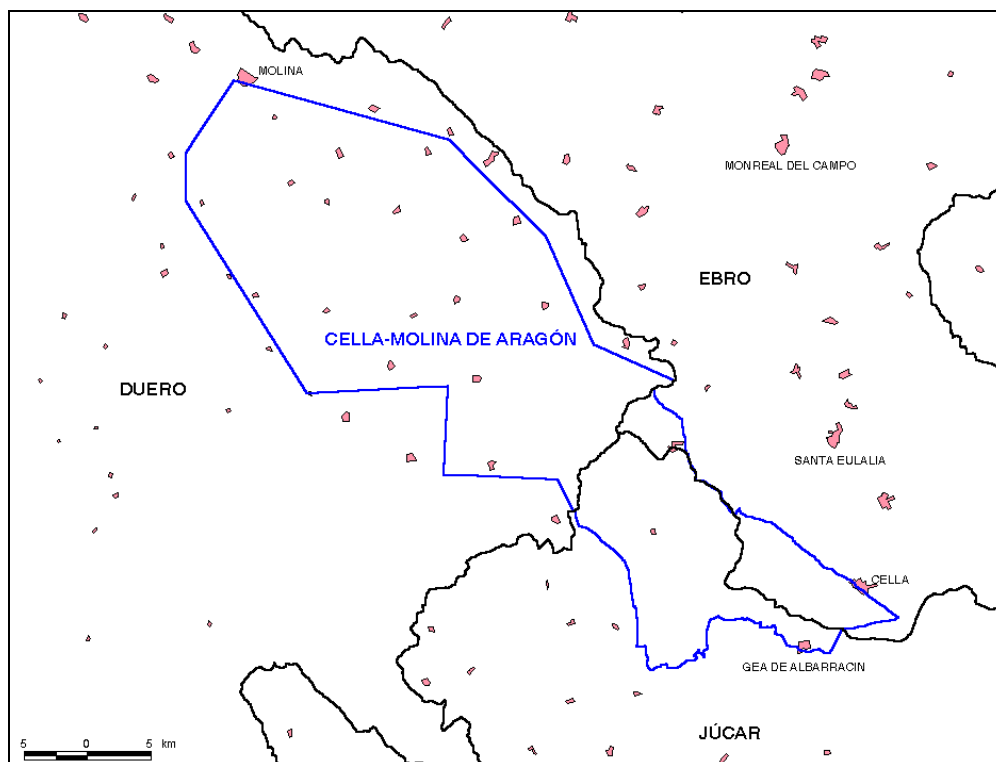 MOLINA
MONREAL DEL CAMPO
EBRO
CELLA-MOLINA DE ARAGÓN
DUERO
SANTA EULALIA
CELLA
GEA DE ALBARRACIN
JÚCAR
5 0 5 km